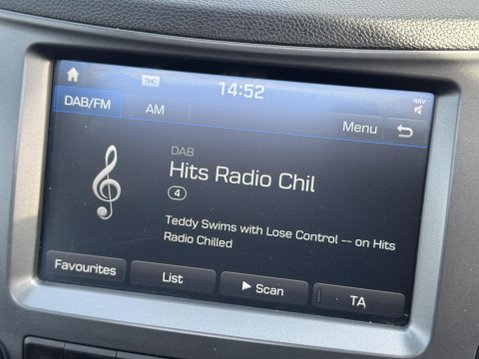 TMC
14:52
NAV
DAB/FM
AM
Menu
DAB
Hits Radio Chil
4
Teddy Swims with Lose Control -- on Hits
Radio Chilled
Favourites
List
Scan
TA